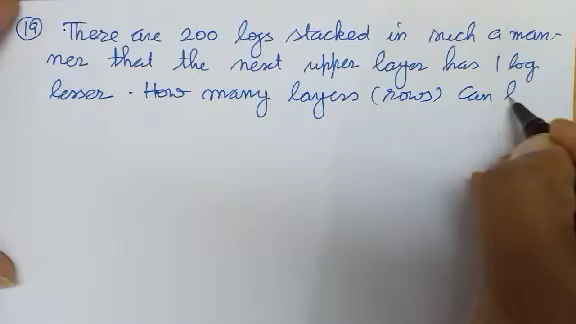 (19) There are 200 logs stacked in such a man-
ner that the next upper layer has 1 log
lesser. How many layers (rows) can